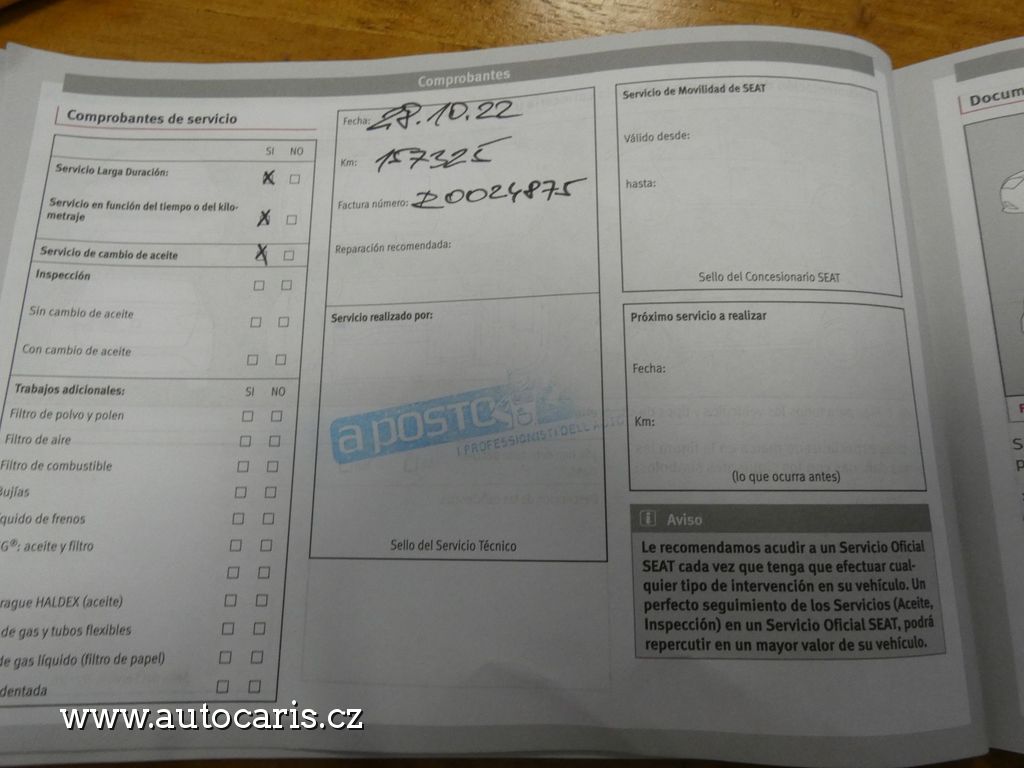 Comprobantes
Comprobantes de servicio
SI NO
Servicio Larga Duración: X
Servicio en función del tiempo o del kilo-
metraje X
Servicio de cambio de aceite X
Inspección
Sin cambio de aceite
Con cambio de aceite
Trabajos adicionales: SI NO
Filtro de polvo y polen
Filtro de aire
Filtro de combustible
Bujías
íquido de frenos
G®: aceite y filtro
rague HALDEX (aceite)
de gas y tubos flexibles
de gas líquido (filtro de papel)
dentada
Fecha: 28.10.22
Km: 157325
Factura número: 20024875
Reparación recomendada:
Servicio realizado por:
a POSTO
I PROFESSIONISTI DELL'AUTO
Sello del Servicio Técnico
Servicio de Movilidad de SEAT
Válido desde:
hasta:
Sello del Concesionario SEAT
Próximo servicio a realizar
Fecha:
Km:
(lo que ocurra antes)
i Aviso
Le recomendamos acudir a un Servicio Oficial
SEAT cada vez que tenga que efectuar cual-
quier tipo de intervención en su vehículo. Un
perfecto seguimiento de los Servicios (Aceite,
Inspección) en un Servicio Oficial SEAT, podrá
repercutir en un mayor valor de su vehículo.
Docum
www.autocaris.cz